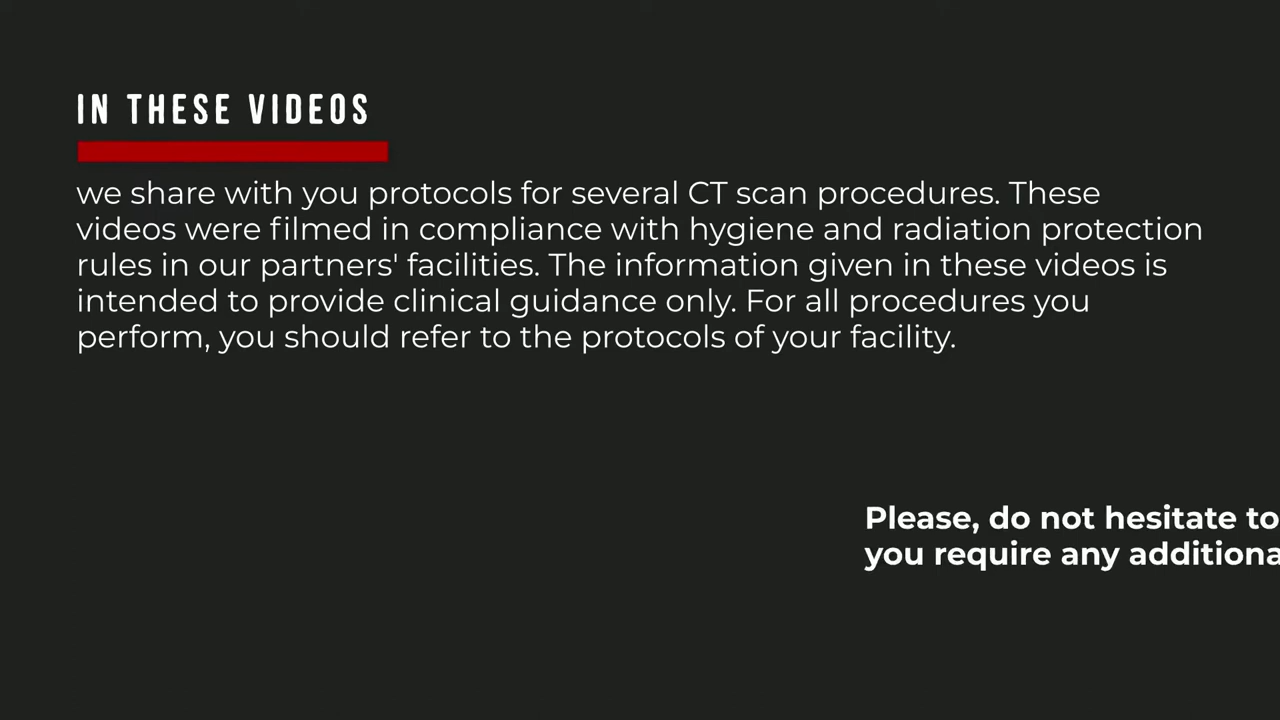 IN THESE VIDEOS
we share with you protocols for several CT scan procedures. These
videos were filmed in compliance with hygiene and radiation protection
rules in our partners' facilities. The information given in these videos is
intended to provide clinical guidance only. For all procedures you
perform, you should refer to the protocols of your facility.
Please, do not hesitate to
you require any additiona